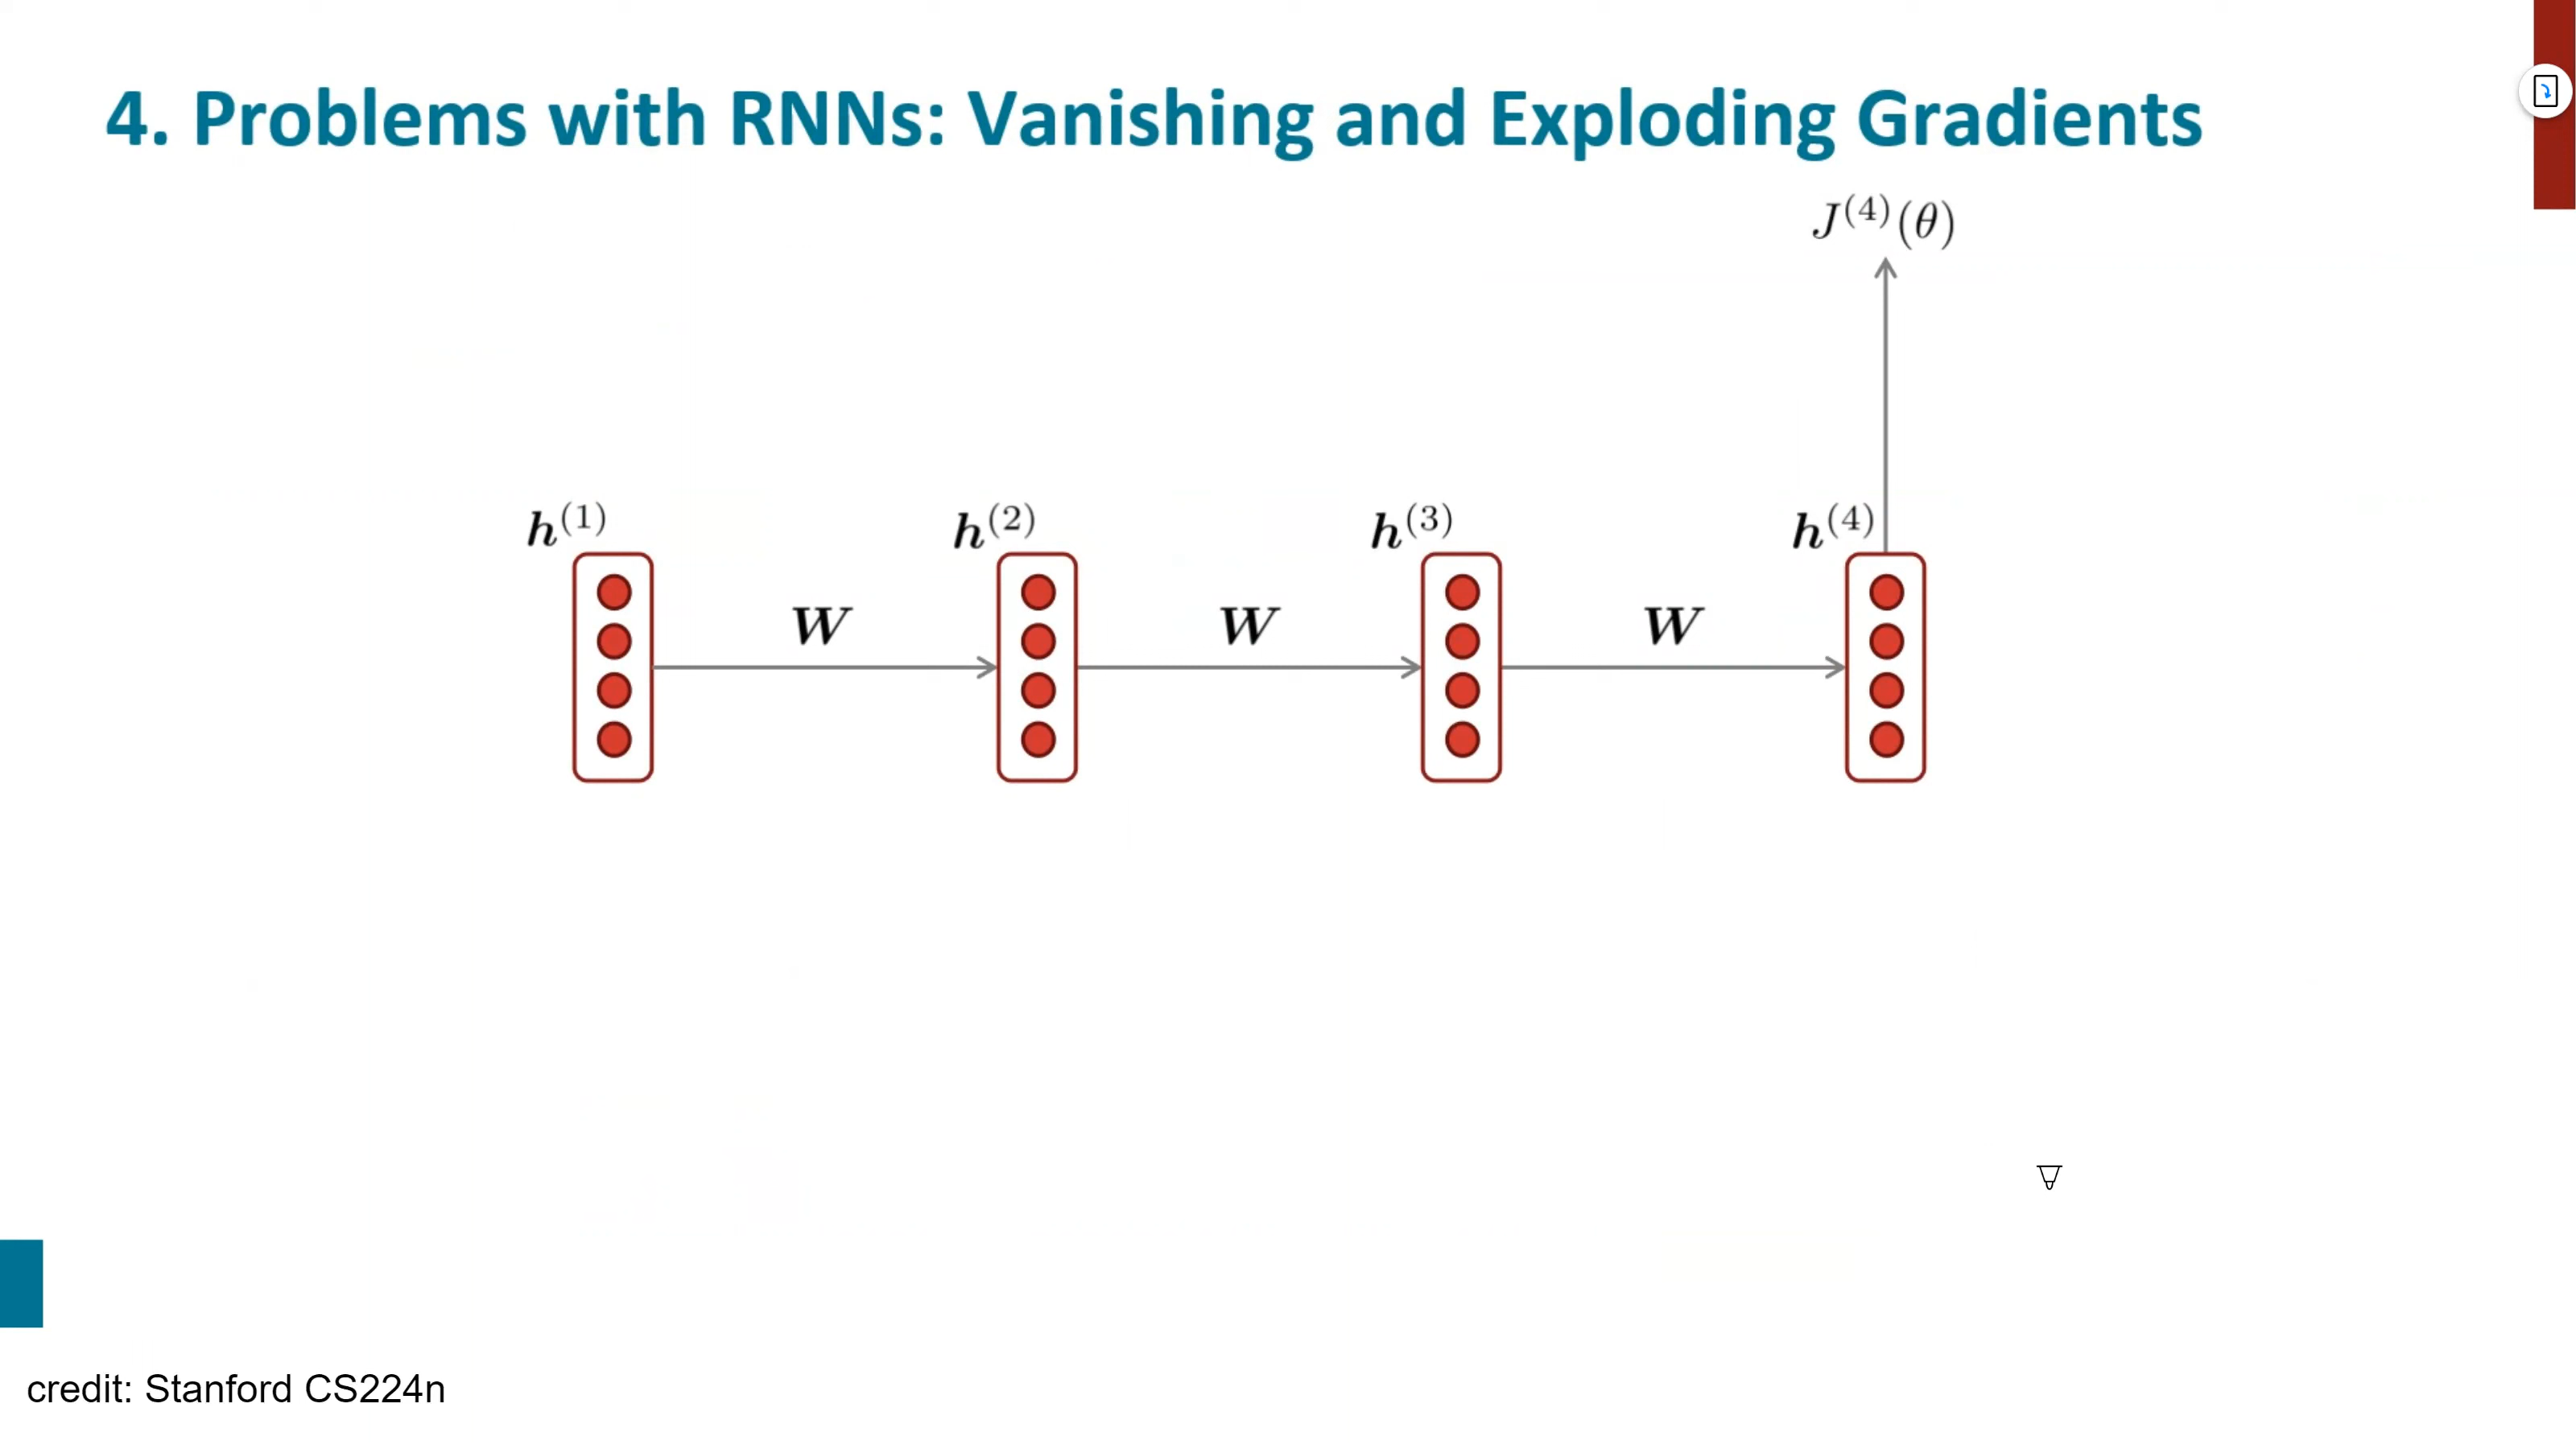 4. Problems with RNNs: Vanishing and Exploding Gradients
J^{(4)}(θ)
h^{(1)} h^{(2)} h^{(3)} h^{(4)}
W W W
credit: Stanford CS224n